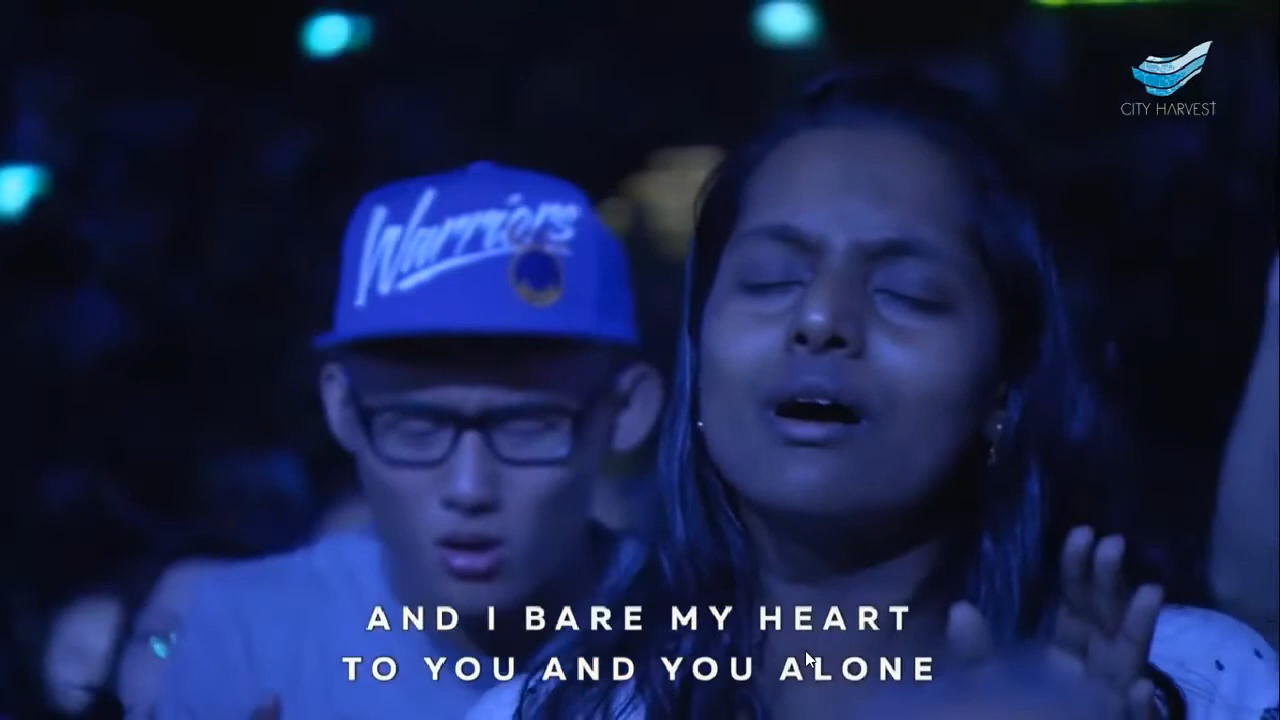 CITY HARVEST
Warriors
AND I BARE MY HEART
TO YOU AND YOU ALONE